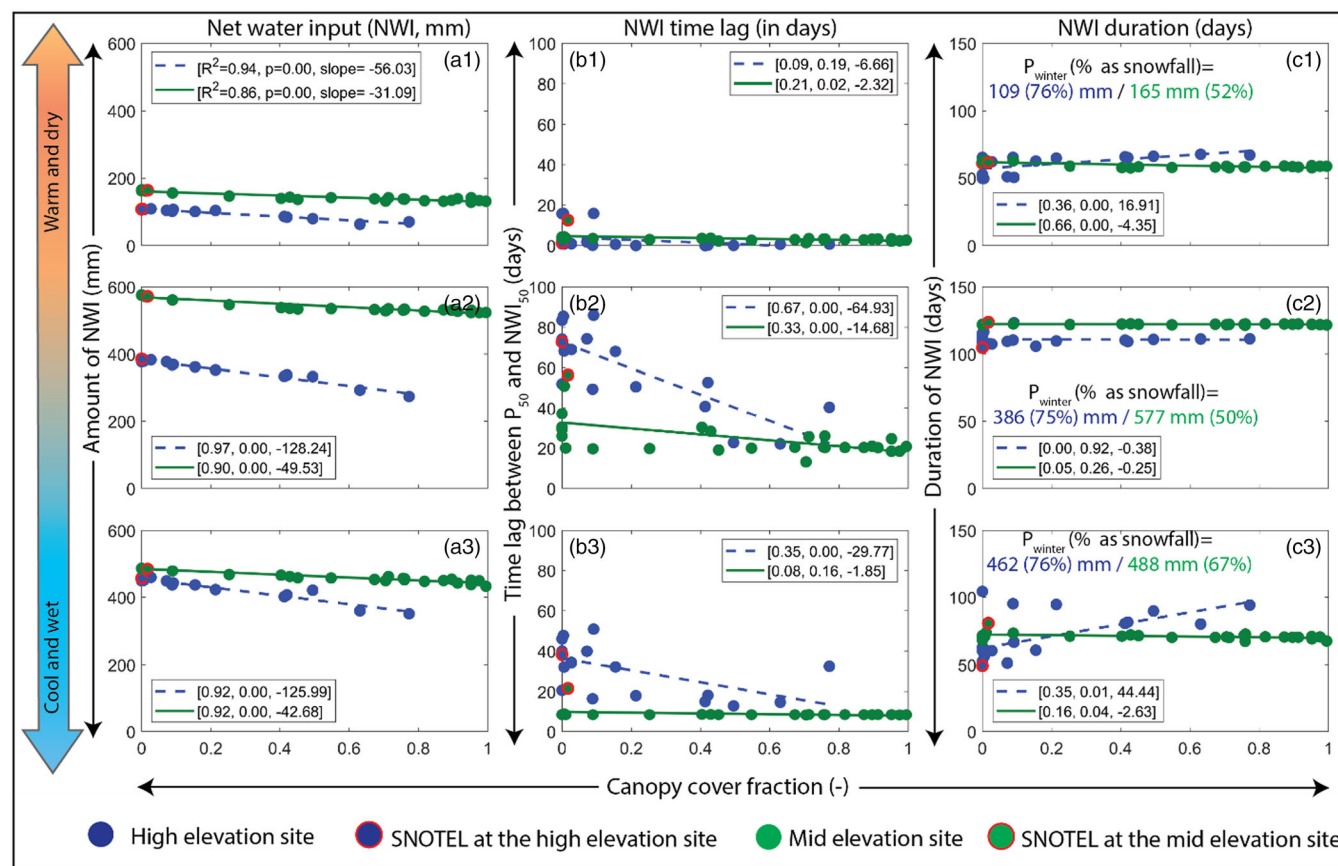 Net water input (NWI, mm)
NWI time lag (in days)
NWI duration (days)
Warm and dry
Cool and wet
Amount of NWI (mm)
Time lag between P50 and NWI50 (days)
Duration of NWI (days)
600
400
200
0
(a1)
[R2=0.94, p=0.00, slope= -56.03]
[R2=0.86, p=0.00, slope= -31.09]
100
80
60
40
20
0
(b1)
[0.09, 0.19, -6.66]
[0.21, 0.02, -2.32]
150
100
50
0
(c1)
Pwinter (% as snowfall)=
109 (76%) mm / 165 mm (52%)
[0.36, 0.00, 16.91]
[0.66, 0.00, -4.35]
600
400
200
0
(a2)
[0.97, 0.00, -128.24]
[0.90, 0.00, -49.53]
100
80
60
40
20
0
(b2)
[0.67, 0.00, -64.93]
[0.33, 0.00, -14.68]
150
100
50
0
(c2)
Pwinter (% as snowfall)=
386 (75%) mm / 577 mm (50%)
[0.00, 0.92, -0.38]
[0.05, 0.26, -0.25]
600
400
200
0
(a3)
[0.92, 0.00, -125.99]
[0.92, 0.00, -42.68]
0 0.2 0.4 0.6 0.8 1
100
80
60
40
20
0
(b3)
[0.35, 0.00, -29.77]
[0.08, 0.16, -1.85]
0 0.2 0.4 0.6 0.8 1
150
100
50
0
(c3)
Pwinter (% as snowfall)=
462 (76%) mm / 488 mm (67%)
[0.35, 0.01, 44.44]
[0.16, 0.04, -2.63]
0 0.2 0.4 0.6 0.8 1
Canopy cover fraction (-)
High elevation site
SNOTEL at the high elevation site
Mid elevation site
SNOTEL at the mid elevation site